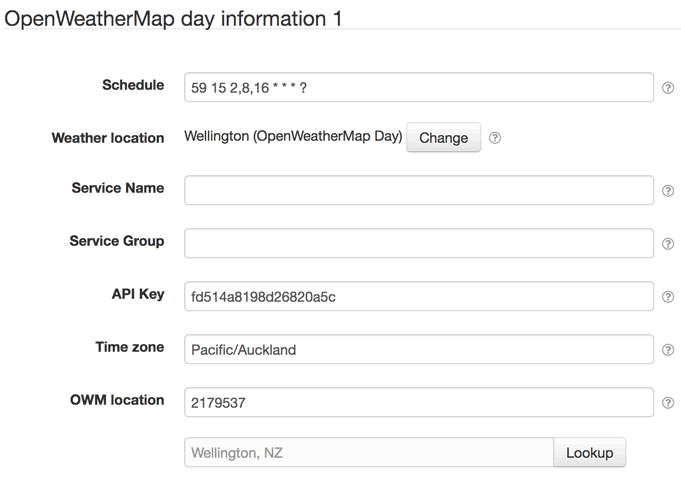 OpenWeatherMap day information 1
Schedule 59 15 2,8,16 * * * ?
Weather location Wellington (OpenWeatherMap Day) Change
Service Name
Service Group
API Key fd514a8198d26820a5c
Time zone Pacific/Auckland
OWM location 2179537
Wellington, NZ Lookup